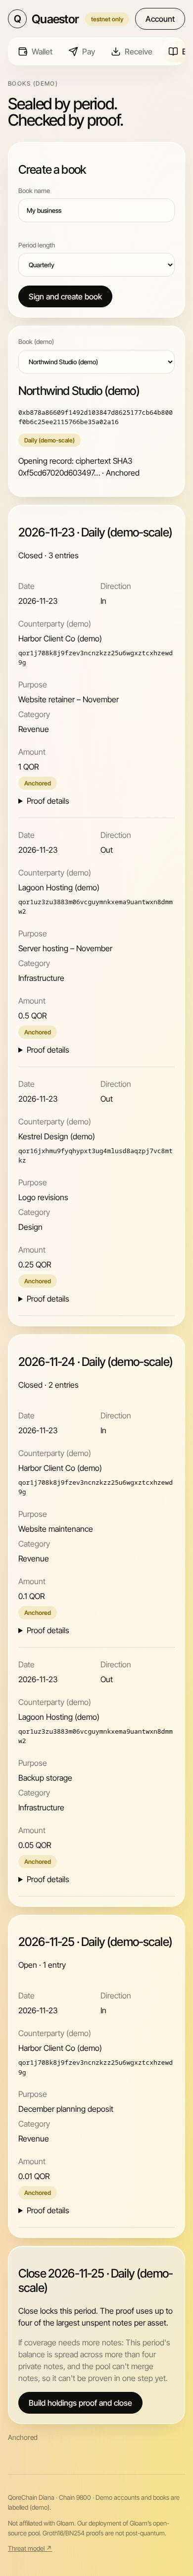 Q Quaestor testnet only Account
Wallet Pay Receive
BOOKS (DEMO)
Sealed by period.
Checked by proof.
Create a book
Book name
My business
Period length
Quarterly
Sign and create book
Book (demo)
Northwind Studio (demo)
Northwind Studio (demo)
0xb878a86609f1492d103847d8625177cb64b800
f0b6c25ee2115766be35a02a16
Daily (demo-scale)
Opening record: ciphertext SHA3
0xf5cd67020d603497... · Anchored
2026-11-23 · Daily (demo-scale)
Closed · 3 entries
Date Direction
2026-11-23 In
Counterparty (demo)
Harbor Client Co (demo)
qor1j708k8j9fzev3ncnzkzz25u6wgxztcxhzewd
9g
Purpose
Website retainer – November
Category
Revenue
Amount
1 QOR
Anchored
Proof details
Date Direction
2026-11-23 Out
Counterparty (demo)
Lagoon Hosting (demo)
qor1uz3zu3883m06vcguymnkxema9uantwxn8dmm
w2
Purpose
Server hosting – November
Category
Infrastructure
Amount
0.5 QOR
Anchored
Proof details
Date Direction
2026-11-23 Out
Counterparty (demo)
Kestrel Design (demo)
qor16jxhmu9fyqhypxt3ug4mlusd8aqzpj7vc8mt
kz
Purpose
Logo revisions
Category
Design
Amount
0.25 QOR
Anchored
Proof details
2026-11-24 · Daily (demo-scale)
Closed · 2 entries
Date Direction
2026-11-23 In
Counterparty (demo)
Harbor Client Co (demo)
qor1j708k8j9fzev3ncnzkzz25u6wgxztcxhzewd
9g
Purpose
Website maintenance
Category
Revenue
Amount
0.1 QOR
Anchored
Proof details
Date Direction
2026-11-23 Out
Counterparty (demo)
Lagoon Hosting (demo)
qor1uz3zu3883m06vcguymnkxema9uantwxn8dmm
w2
Purpose
Backup storage
Category
Infrastructure
Amount
0.05 QOR
Anchored
Proof details
2026-11-25 · Daily (demo-scale)
Open · 1 entry
Date Direction
2026-11-23 In
Counterparty (demo)
Harbor Client Co (demo)
qor1j708k8j9fzev3ncnzkzz25u6wgxztcxhzewd
9g
Purpose
December planning deposit
Category
Revenue
Amount
0.01 QOR
Anchored
Proof details
Close 2026-11-25 · Daily (demo-
scale)
Close locks this period. The proof uses up to
four of the largest unspent notes per asset.
If coverage needs more notes: This period's
balance is spread across more than four
private notes, and the pool can't merge
notes, so it can't be proven in one step yet.
Build holdings proof and close
Anchored
QoreChain Diana · Chain 9800 · Demo accounts and books are
labelled (demo).
Not affiliated with Gloam. Our deployment of Gloam's open-
source pool. Groth16/BN254 proofs are not post-quantum.
Threat model ↗